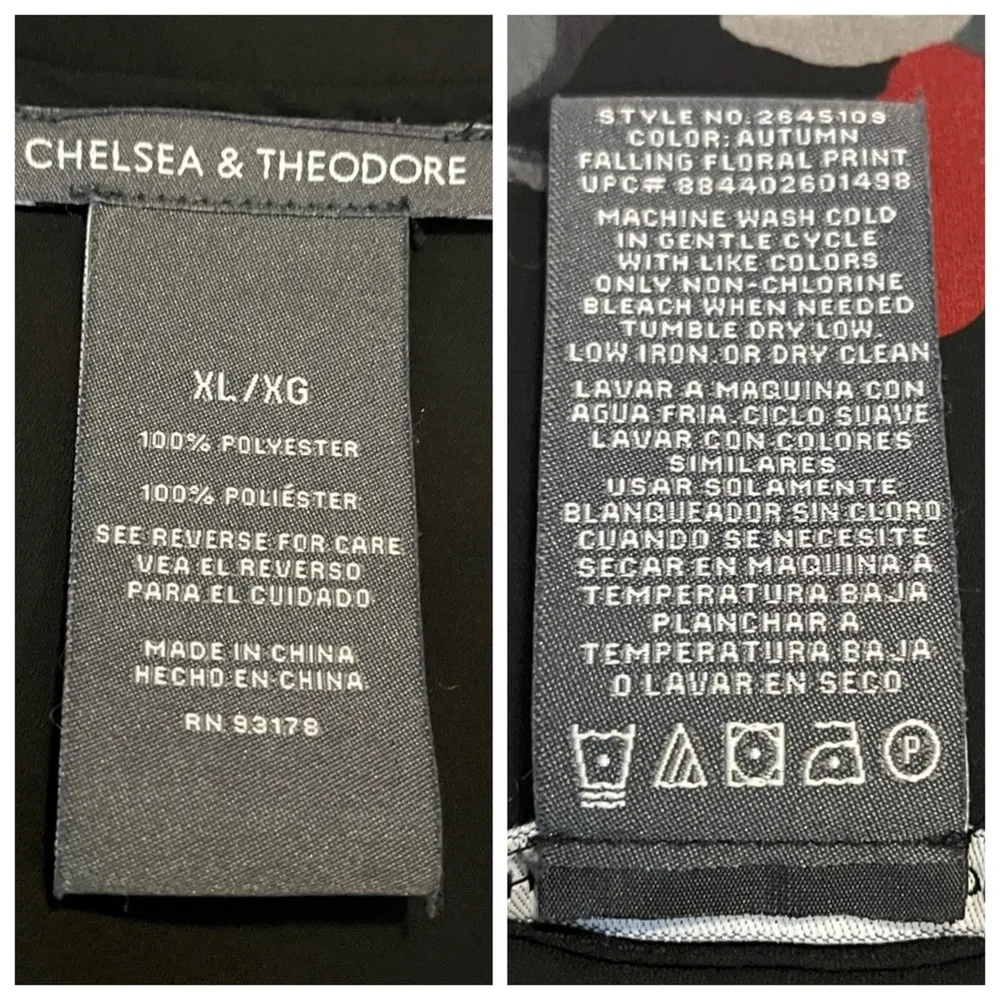 CHELSEA & THEODORE
XL/XG
100% POLYESTER
100% POLIÉSTER
SEE REVERSE FOR CARE
VEA EL REVERSO
PARA EL CUIDADO
MADE IN CHINA
HECHO EN CHINA
RN 93178
STYLE NO. 2645109
COLOR: AUTUMN
FALLING FLORAL PRINT
UPC# 884402601498
MACHINE WASH COLD
IN GENTLE CYCLE
WITH LIKE COLORS
ONLY NON-CHLORINE
BLEACH WHEN NEEDED
TUMBLE DRY LOW
LOW IRON OR DRY CLEAN
LAVAR A MAQUINA CON
AGUA FRIA, CICLO SUAVE
LAVAR CON COLORES
SIMILARES
USAR SOLAMENTE
BLANQUEADOR SIN CLORO
CUANDO SE NECESITE
SECAR EN MAQUINA A
TEMPERATURA BAJA
PLANCHAR A
TEMPERATURA BAJA
O LAVAR EN SECO
P